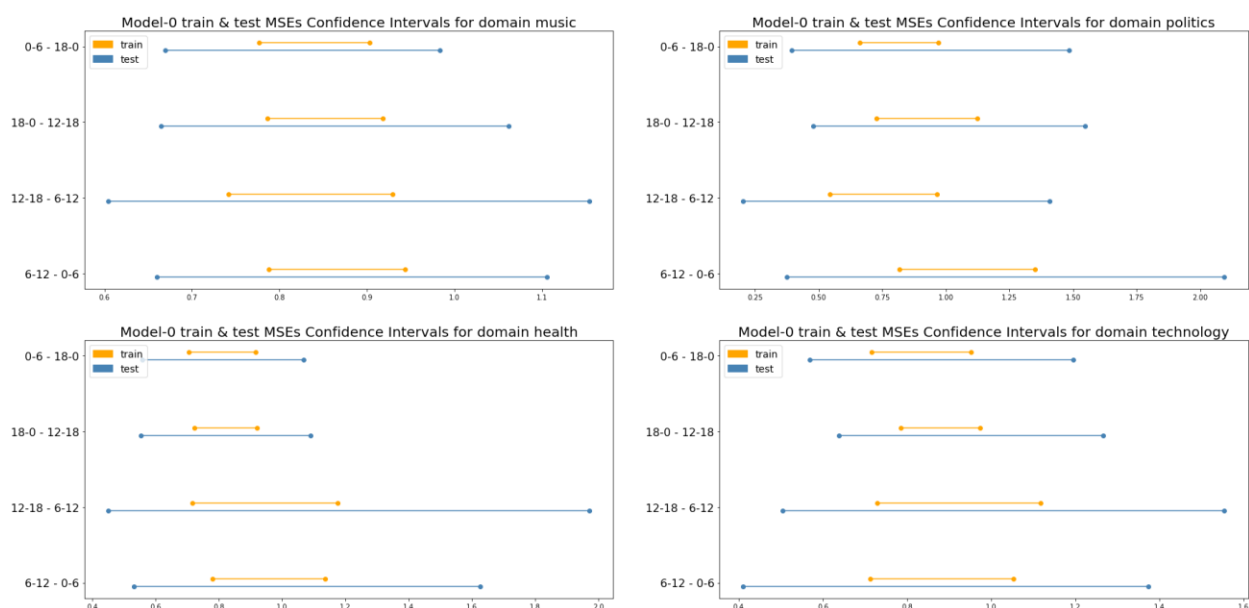 Model-0 train & test MSEs Confidence Intervals for domain music
train
test
0-6 - 18-0
18-0 - 12-18
12-18 - 6-12
6-12 - 0-6
0.6 0.7 0.8 0.9 1.0 1.1
Model-0 train & test MSEs Confidence Intervals for domain politics
train
test
0-6 - 18-0
18-0 - 12-18
12-18 - 6-12
6-12 - 0-6
0.25 0.50 0.75 1.00 1.25 1.50 1.75 2.00
Model-0 train & test MSEs Confidence Intervals for domain health
train
test
0-6 - 18-0
18-0 - 12-18
12-18 - 6-12
6-12 - 0-6
0.4 0.6 0.8 1.0 1.2 1.4 1.6 1.8 2.0
Model-0 train & test MSEs Confidence Intervals for domain technology
train
test
0-6 - 18-0
18-0 - 12-18
12-18 - 6-12
6-12 - 0-6
0.4 0.6 0.8 1.0 1.2 1.4 1.6